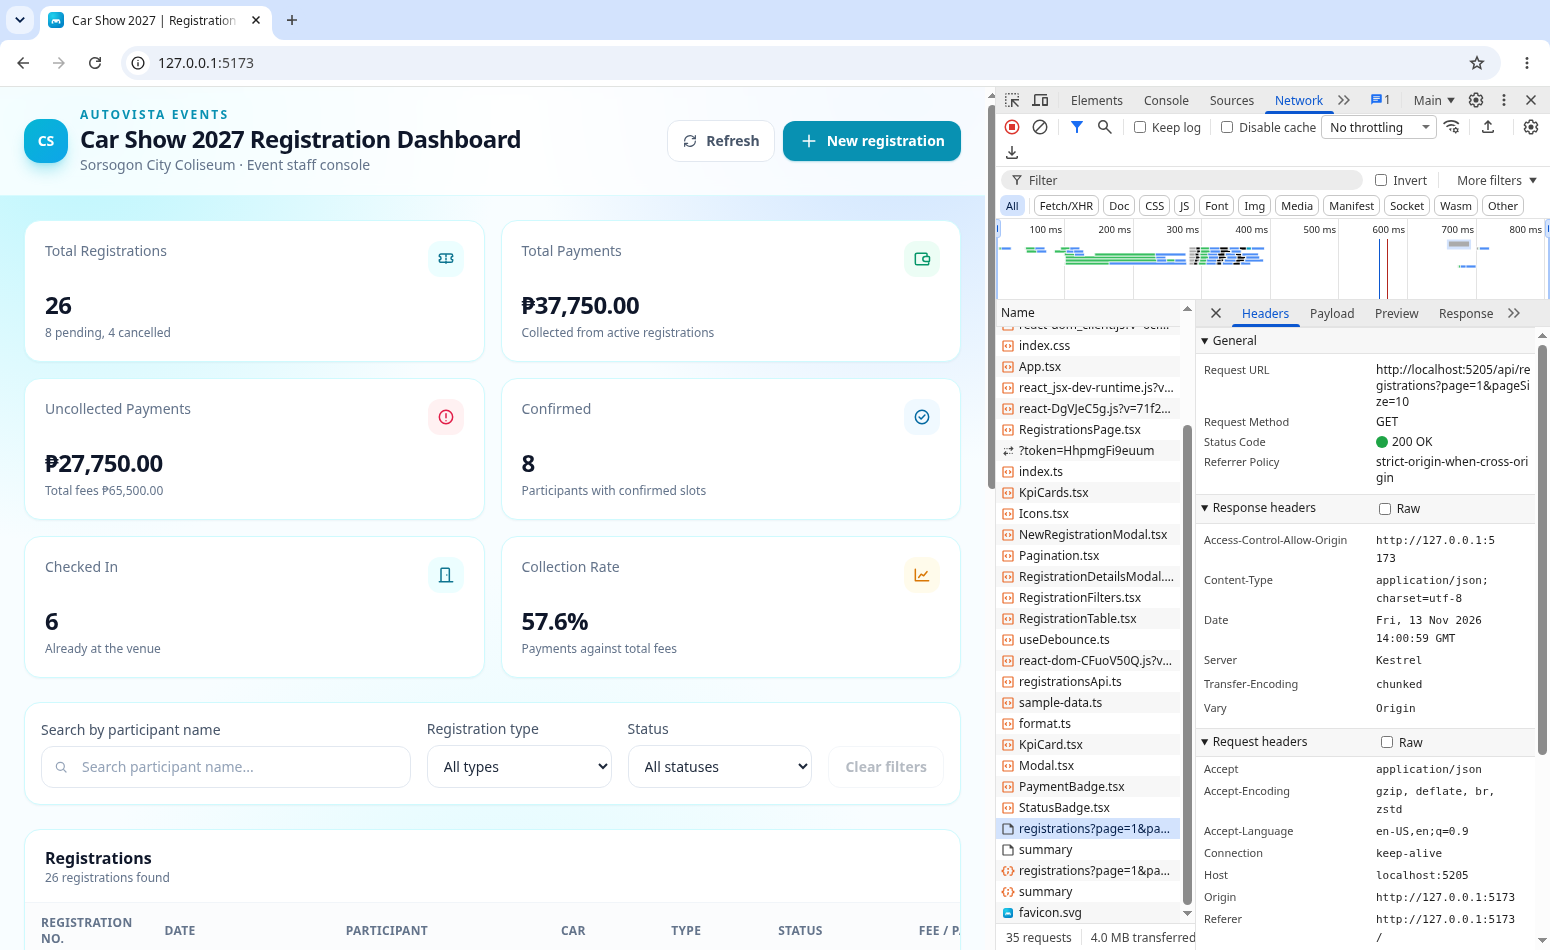 Car Show 2027 | Registration
127.0.0.1:5173
CS
AUTOVISTA EVENTS
Car Show 2027 Registration Dashboard
Sorsogon City Coliseum · Event staff console
Refresh
New registration
Total Registrations
26
8 pending, 4 cancelled
Total Payments
₱37,750.00
Collected from active registrations
Uncollected Payments
₱27,750.00
Total fees ₱65,500.00
Confirmed
8
Participants with confirmed slots
Checked In
6
Already at the venue
Collection Rate
57.6%
Payments against total fees
Search by participant name
Search participant name...
Registration type
All types
Status
All statuses
Clear filters
Registrations
26 registrations found
REGISTRATION NO.
DATE
PARTICIPANT
CAR
TYPE
STATUS
FEE / P
Elements Console Sources Network 1 Main
Keep log Disable cache No throttling
Filter Invert More filters
All Fetch/XHR Doc CSS JS Font Img Media Manifest Socket Wasm Other
100 ms 200 ms 300 ms 400 ms 500 ms 600 ms 700 ms 800 ms
Name
index.css
App.tsx
react_jsx-dev-runtime.js?v...
react-DgVJeC5g.js?v=71f2...
RegistrationsPage.tsx
?token=HhpmgFi9euum
index.ts
KpiCards.tsx
Icons.tsx
NewRegistrationModal.tsx
Pagination.tsx
RegistrationDetailsModal....
RegistrationFilters.tsx
RegistrationTable.tsx
useDebounce.ts
react-dom-CFuoV50Q.js?v...
registrationsApi.ts
sample-data.ts
format.ts
KpiCard.tsx
Modal.tsx
PaymentBadge.tsx
StatusBadge.tsx
registrations?page=1&pa...
summary
registrations?page=1&pa...
summary
favicon.svg
35 requests 4.0 MB transferred
Headers Payload Preview Response
General
Request URL
http://localhost:5205/api/re
gistrations?page=1&pageSi
ze=10
Request Method
GET
Status Code
200 OK
Referrer Policy
strict-origin-when-cross-ori
gin
Response headers
Raw
Access-Control-Allow-Origin
http://127.0.0.1:5
173
Content-Type
application/json;
charset=utf-8
Date
Fri, 13 Nov 2026
14:00:59 GMT
Server
Kestrel
Transfer-Encoding
chunked
Vary
Origin
Request headers
Raw
Accept
application/json
Accept-Encoding
gzip, deflate, br,
zstd
Accept-Language
en-US,en;q=0.9
Connection
keep-alive
Host
localhost:5205
Origin
http://127.0.0.1:5173
Referer
http://127.0.0.1:5173
/